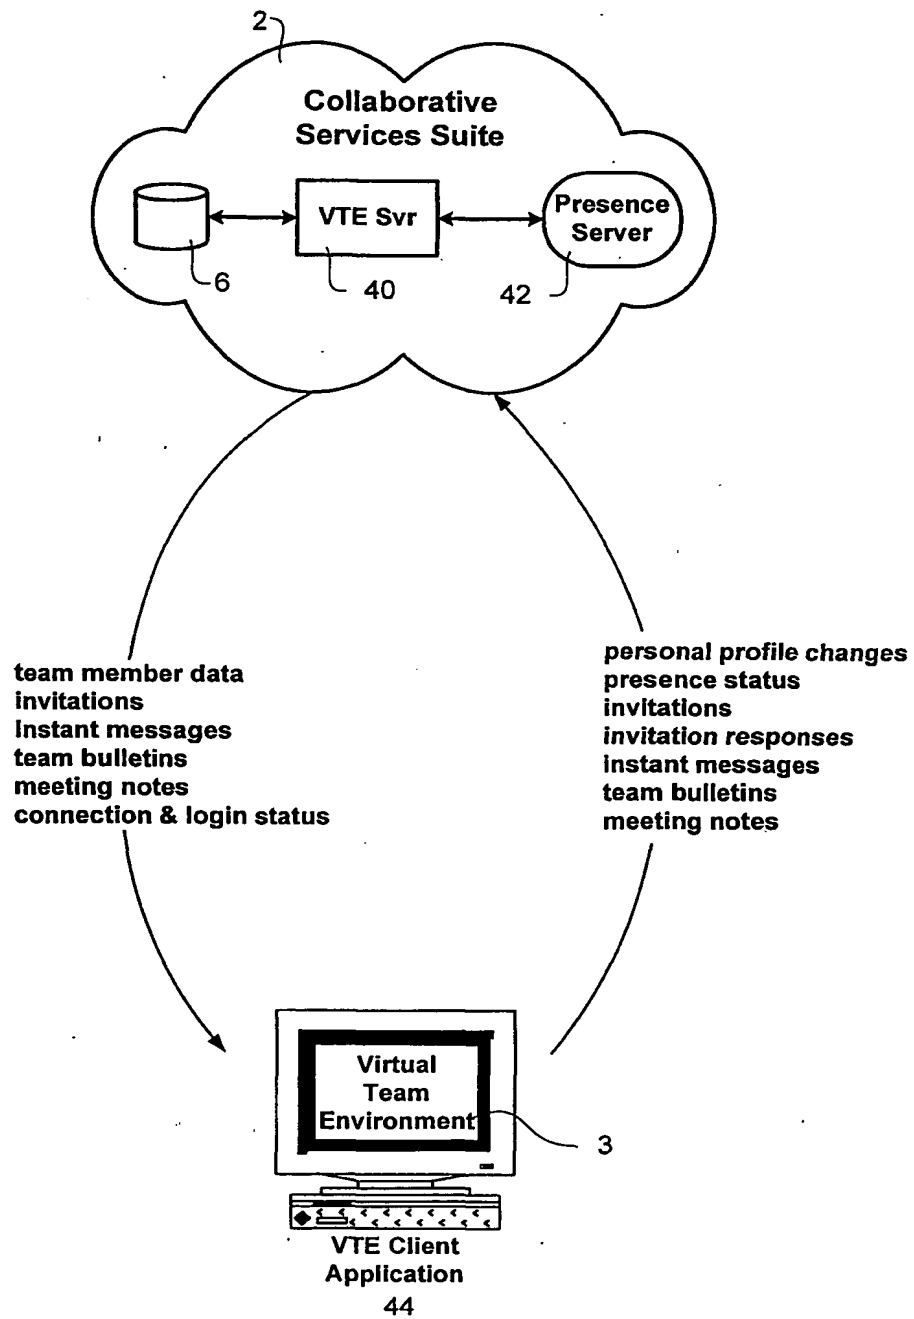 2
Collaborative
Services Suite
VTE Svr
Presence
Server
6
40
42
team member data
invitations
instant messages
team bulletins
meeting notes
connection & login status
personal profile changes
presence status
invitations
invitation responses
instant messages
team bulletins
meeting notes
Virtual
Team
Environment
3
VTE Client
Application
44